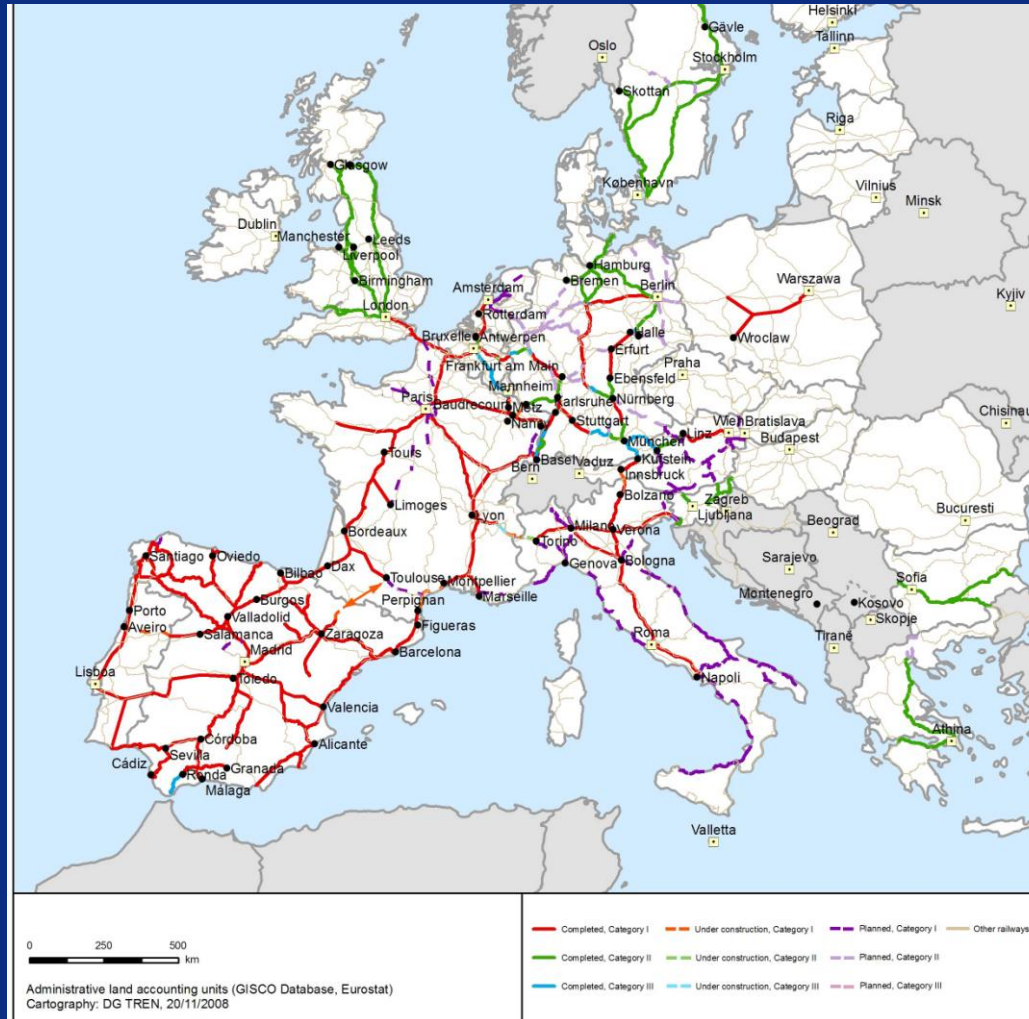 Helsinki
Gävle
Tallinn
Oslo
Stockholm
Skottan
Riga
Glasgow
København
Vilnius
Minsk
Dublin
Manchester
Leeds
Liverpool
Hamburg
Birmingham
Bremen
Berlin
Warszawa
Amsterdam
London
Rotterdam
Kyjiv
Bruxelles
Antwerpen
Halle
Wroclaw
Erfurt
Frankfurt am Main
Praha
Mannheim
Ebensfeld
Paris
Baudrecourt
Metz
Karlsruhe
Nürnberg
Nancy
Stuttgart
Linz
Wien
Bratislava
Chisinau
München
Budapest
Tours
Basel
Bern
Vaduz
Kufstein
Innsbruck
Limoges
Bolzano
Zagreb
Ljubljana
Bucuresti
Lyon
Beograd
Bordeaux
Milano
Verona
Torino
Santiago
Oviedo
Dax
Genova
Bologna
Sarajevo
Bilbao
Toulouse
Montpellier
Sofia
Marseille
Montenegro
Kosovo
Burgos
Perpignan
Porto
Valladolid
Skopje
Figueras
Aveiro
Salamanca
Zaragoza
Roma
Tiranë
Madrid
Barcelona
Lisboa
Toledo
Napoli
Valencia
Athina
Córdoba
Alicante
Sevilla
Cádiz
Ronda
Granada
Málaga
Valletta
0 250 500
km
Administrative land accounting units (GISCO Database, Eurostat)
Cartography: DG TREN, 20/11/2008
Completed, Category I
Under construction, Category I
Planned, Category I
Other railways
Completed, Category II
Under construction, Category II
Planned, Category II
Completed, Category III
Under construction, Category III
Planned, Category III